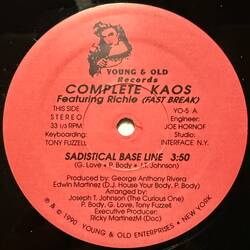 YOUNG & OLD
Records
COMPLETE KAOS
Featuring Richie (FAST BREAK)
THIS SIDE
STEREO
33 1/3 RPM
Keyboarding
TONY FUZZELL
YO-5 A
Engineer:
JOE HORNOF
Studio:
INTERFACE N.Y.
SADISTICAL BASE LINE 3:50
(G. Love • P. Body • J.T. Johnson)
Produced by: George Anthony Rivera
Edwin Martinez (D.J. House Your Body, P. Body)
Arranged by:
Joseph T. Johnson (The Curious One)
P. Body, G. Love, Tony Fuzzell
Executive Producer:
Ricky MartinezM (Doc)
℗ & © 1990 YOUNG & OLD ENTERPRISES • NEW YORK